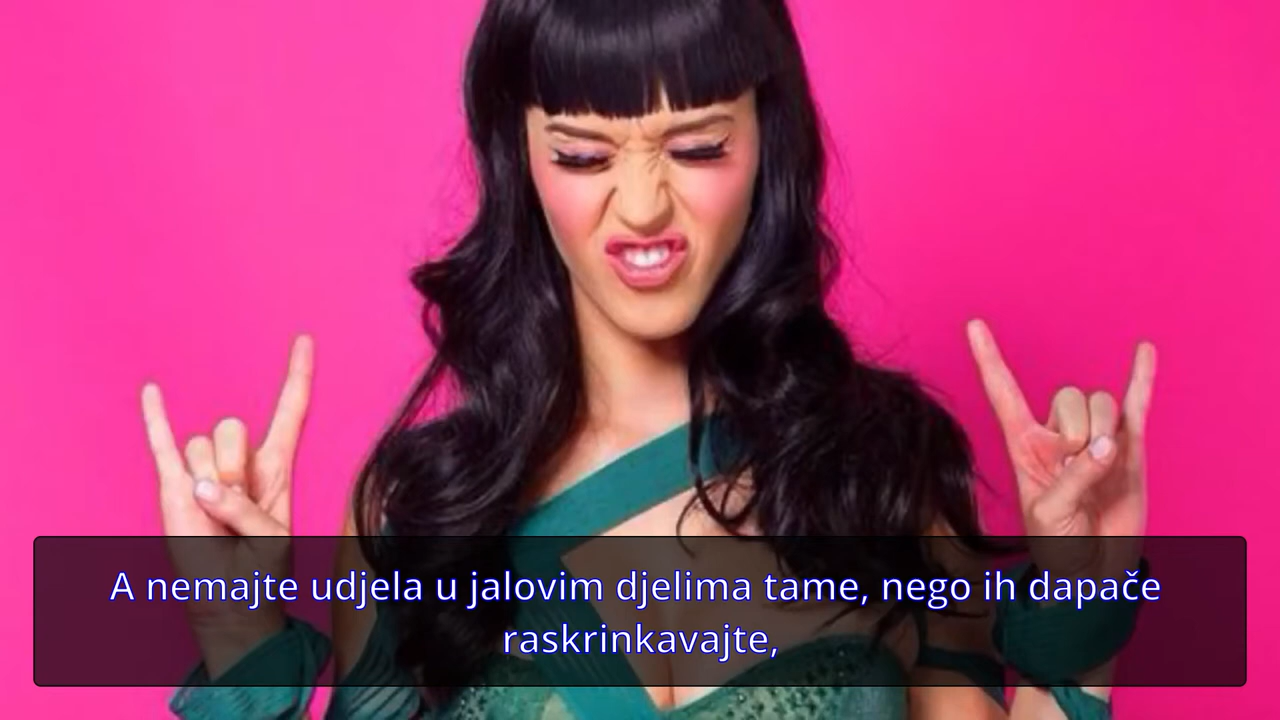 A nemajte udjela u jalovim djelima tame, nego ih dapače
raskrinkavajte,